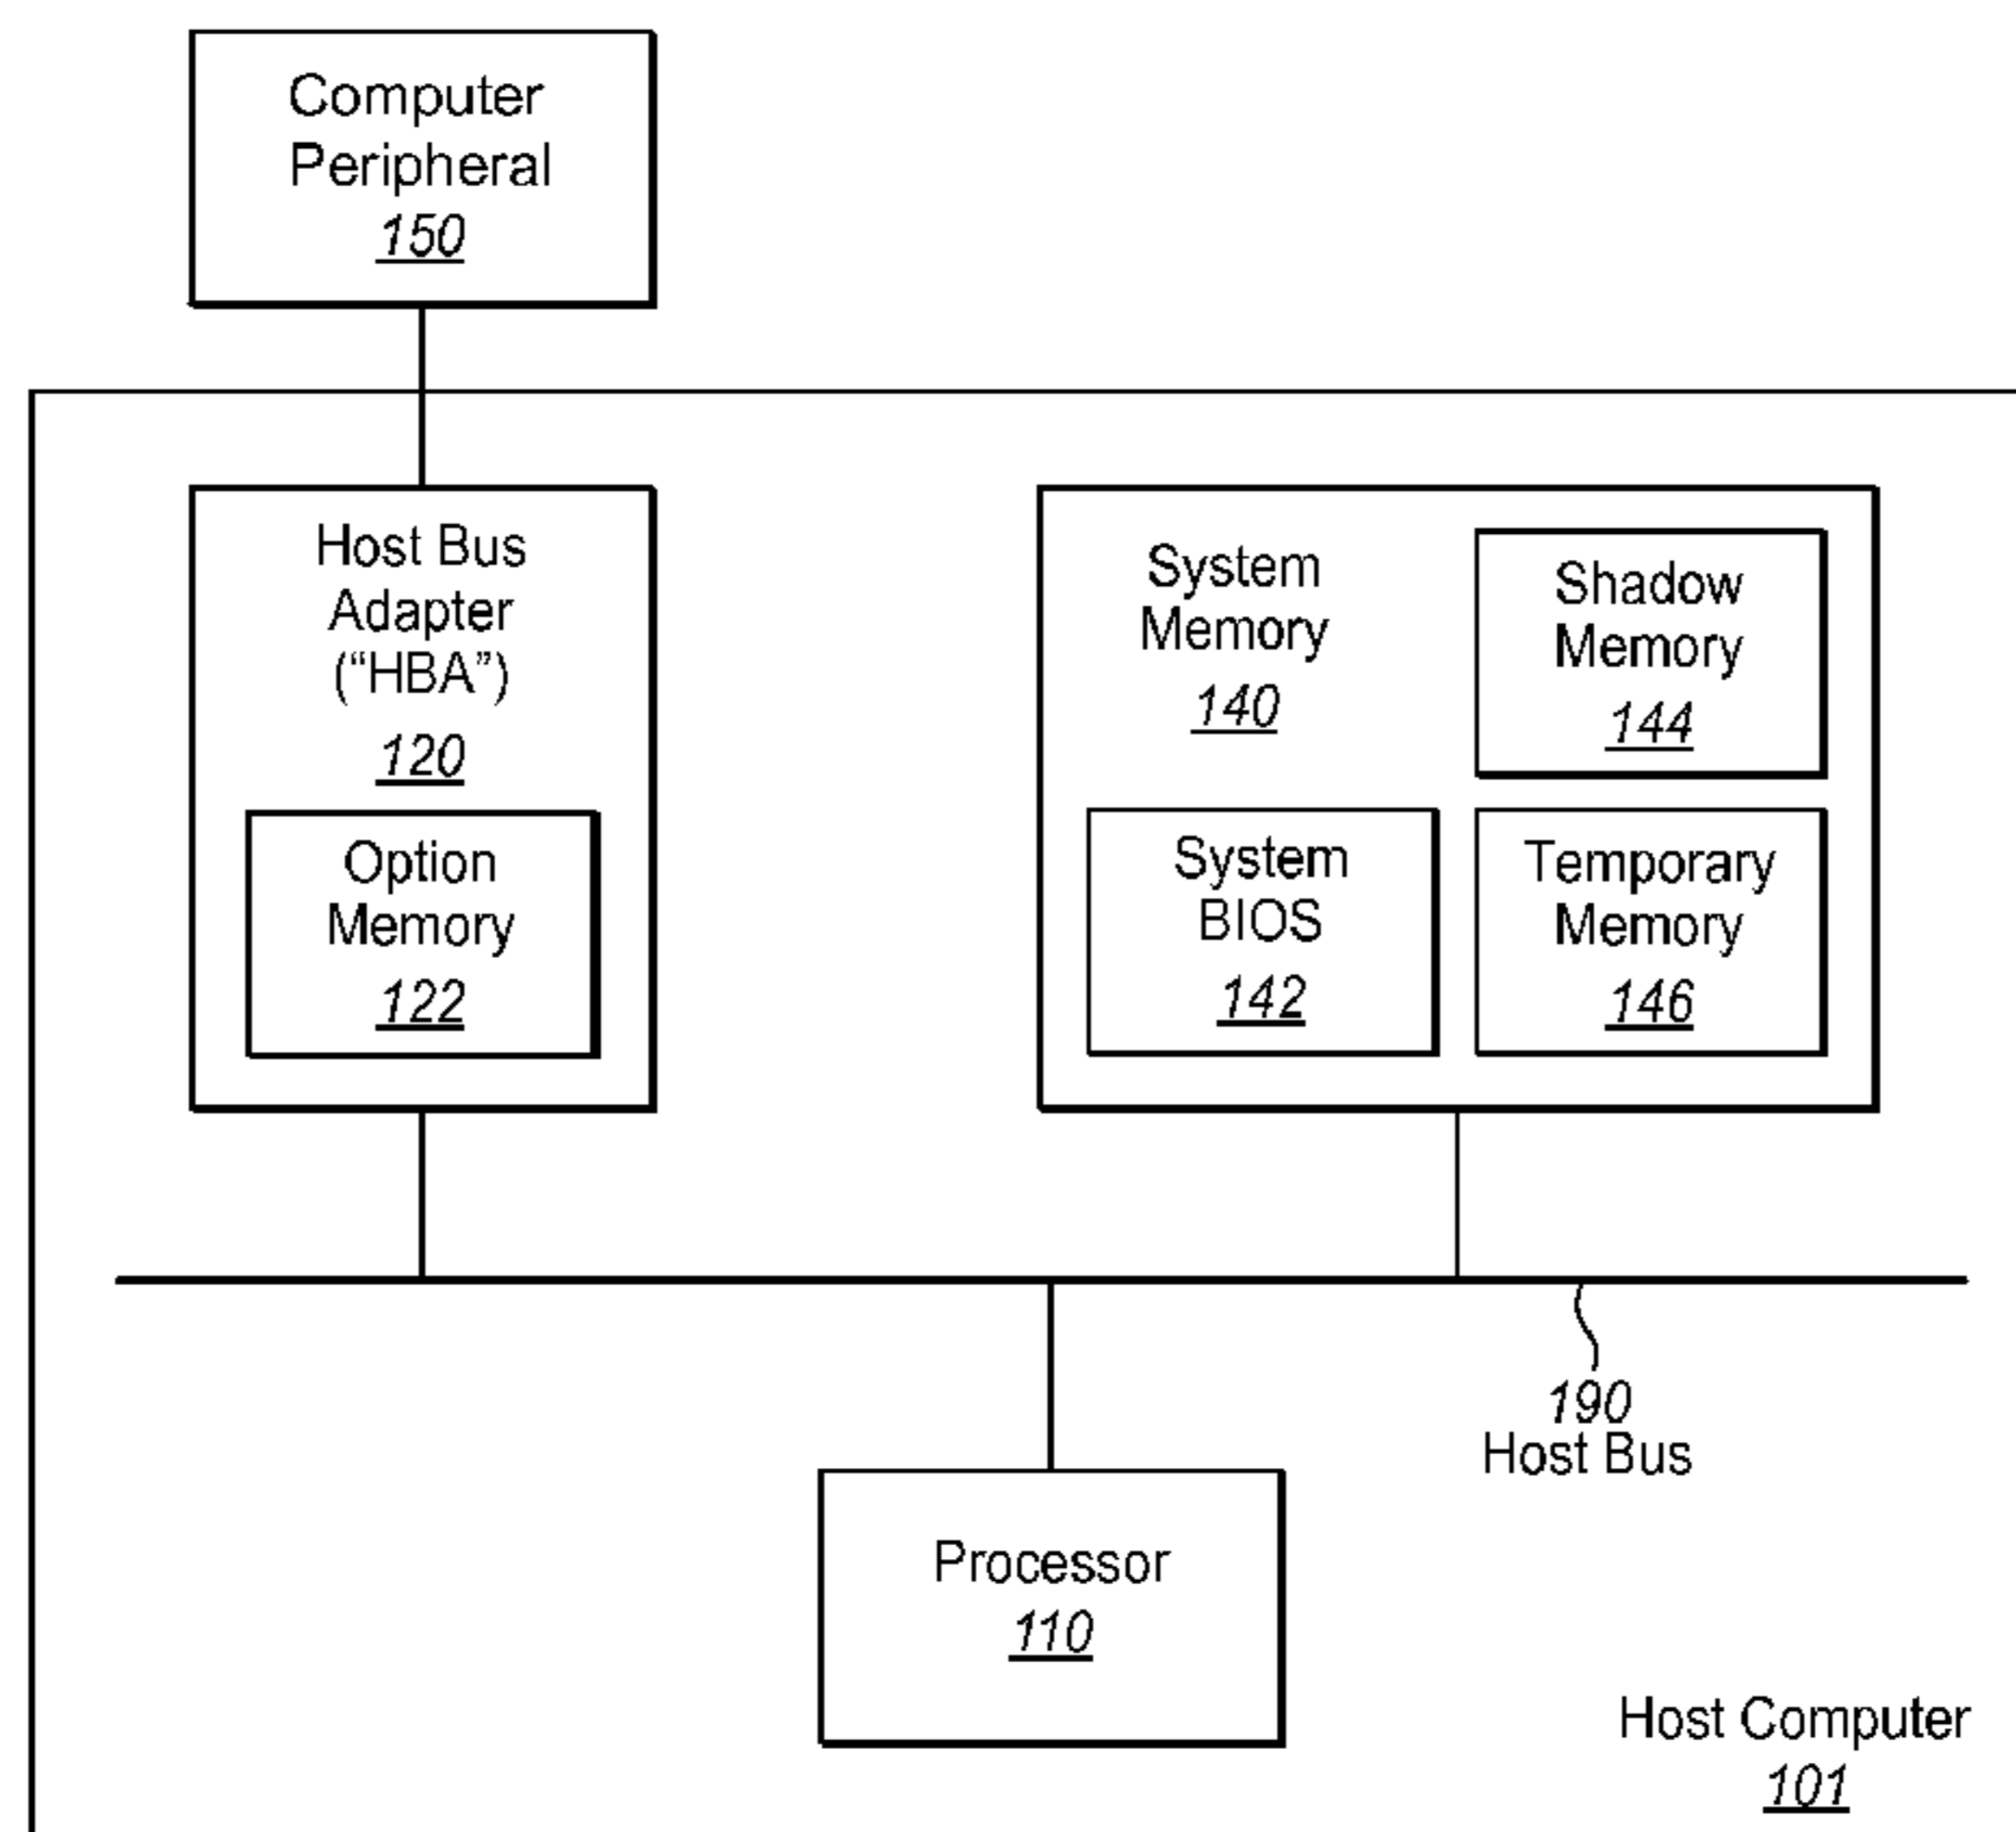 Computer
Peripheral
150
Host Bus
Adapter
(“HBA”)
120
Option
Memory
122
System
Memory
140
Shadow
Memory
144
System
BIOS
142
Temporary
Memory
146
190
Host Bus
Processor
110
Host Computer
101